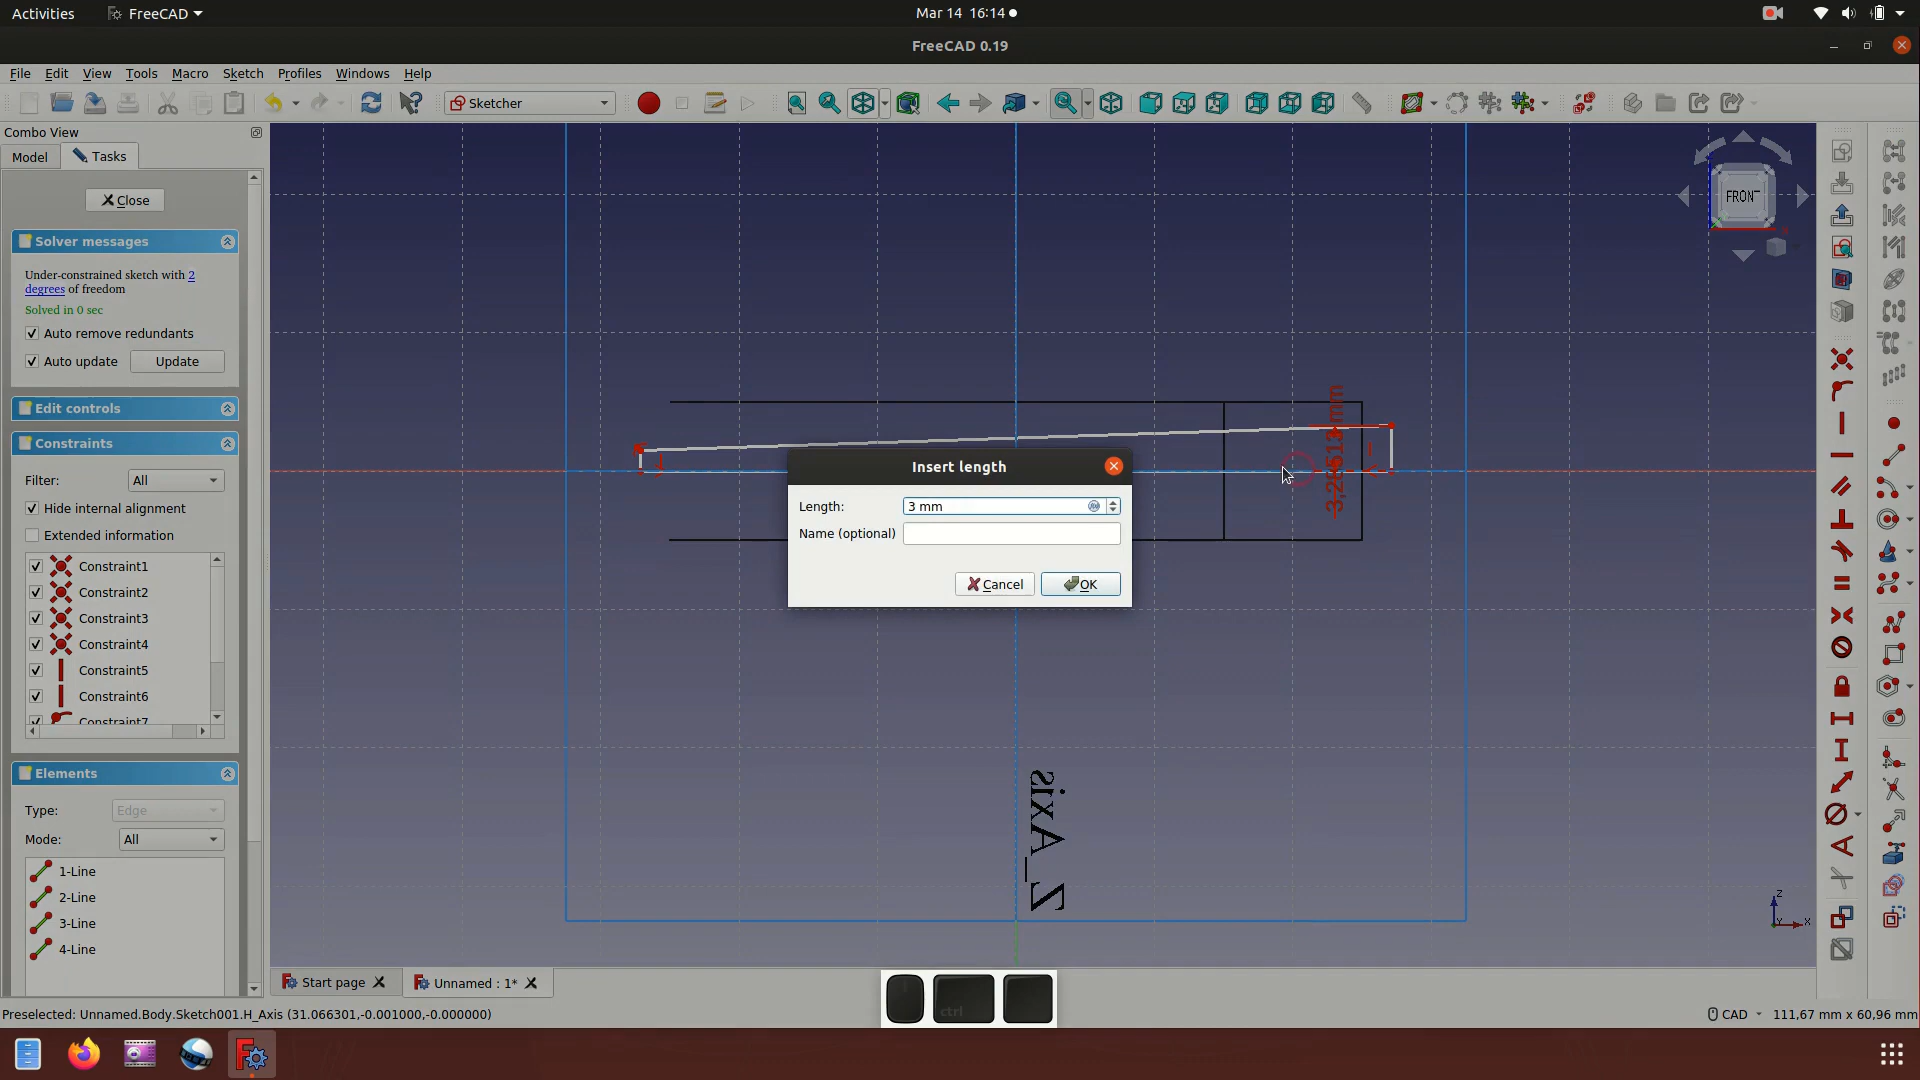 Activities
FreeCAD
Mar 14 16:14
FreeCAD 0.19
File Edit View Tools Macro Sketch Profiles Windows Help
Sketcher
Combo View
Model
Tasks
Close
Solver messages
Under-constrained sketch with 2
degrees of freedom
Solved in 0 sec
Auto remove redundants
Auto update
Update
Edit controls
Constraints
Filter:
All
Hide internal alignment
Extended information
Constraint1
Constraint2
Constraint3
Constraint4
Constraint5
Constraint6
Constraint7
Elements
Type:
Edge
Mode:
All
1-Line
2-Line
3-Line
4-Line
FRONT
Insert length
Length:
3 mm
Name (optional)
Cancel
OK
Z_Axis
Z
Y
X
Start page
Unnamed : 1*
ctrl
Preselected: Unnamed.Body.Sketch001.H_Axis (31.066301,-0.001000,-0.000000)
CAD
111,67 mm x 60,96 mm